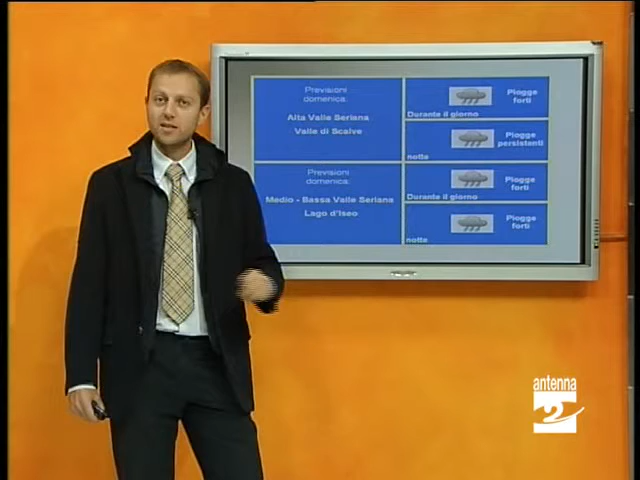 Previsioni
domenica:
Alta Valle Seriana
Valle di Scalve
Durante il giorno
Piogge
forti
notte
Piogge
persistenti
Previsioni
domenica:
Medio - Bassa Valle Seriana
Lago d'Iseo
Durante il giorno
Piogge
forti
notte
Piogge
forti
antenna
2